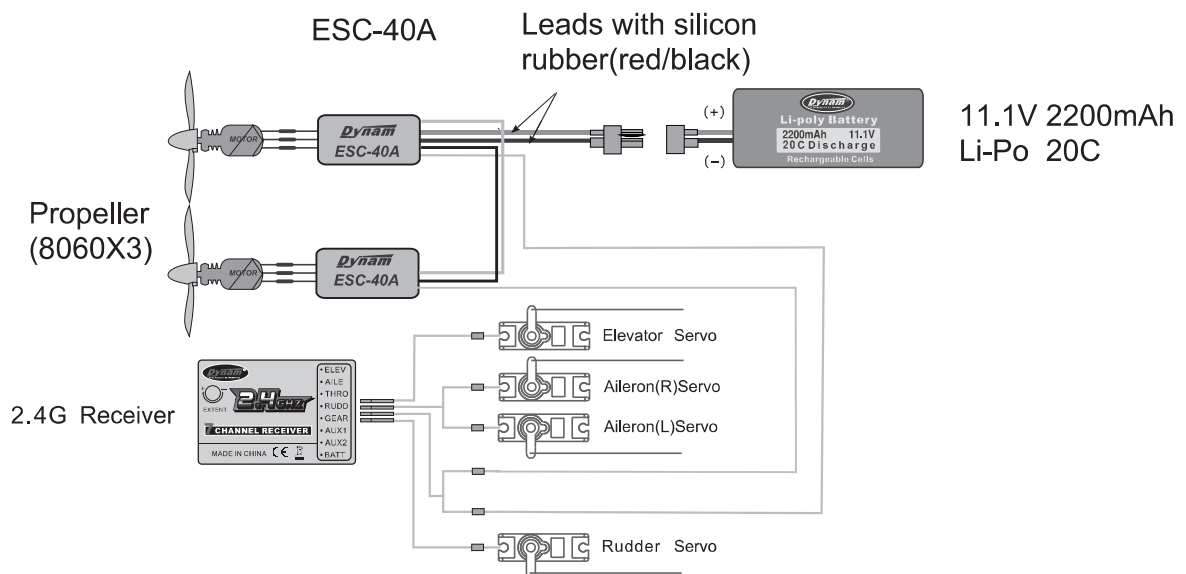 ESC-40A
Leads with silicon
rubber(red/black)
Dynam
Li-poly Battery
2200mAh 11.1V
20C Discharge
Rechargeable Cells
(+)
(-)
11.1V 2200mAh
Li-Po 20C
MOTOR
Dynam
ESC-40A
Propeller
(8060X3)
MOTOR
Dynam
ESC-40A
Elevator Servo
Aileron(R)Servo
Aileron(L)Servo
Rudder Servo
2.4G Receiver
Dynam
EXTENT
2.4GHZ
7 CHANNEL RECEIVER
MADE IN CHINA CE
• ELEV
• AILE
• THRO
• RUDD
• GEAR
• AUX1
• AUX2
• BATT